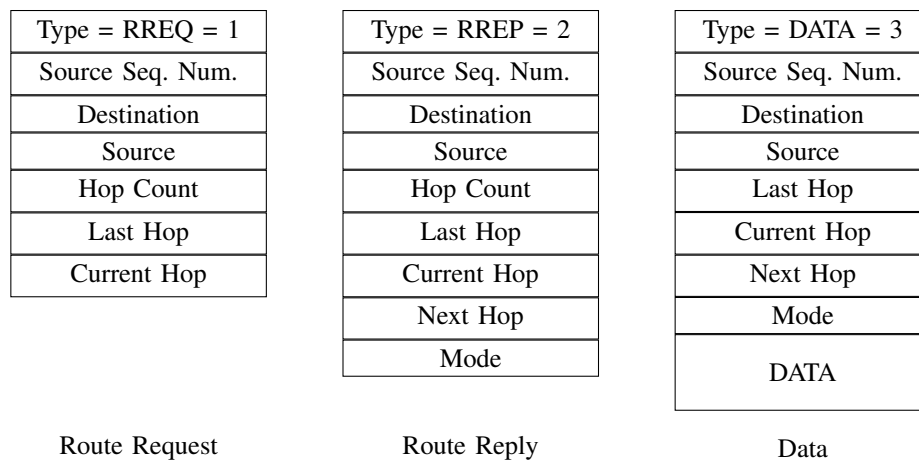 Type = RREQ = 1
Source Seq. Num.
Destination
Source
Hop Count
Last Hop
Current Hop
Route Request
Type = RREP = 2
Source Seq. Num.
Destination
Source
Hop Count
Last Hop
Current Hop
Next Hop
Mode
Route Reply
Type = DATA = 3
Source Seq. Num.
Destination
Source
Last Hop
Current Hop
Next Hop
Mode
DATA
Data